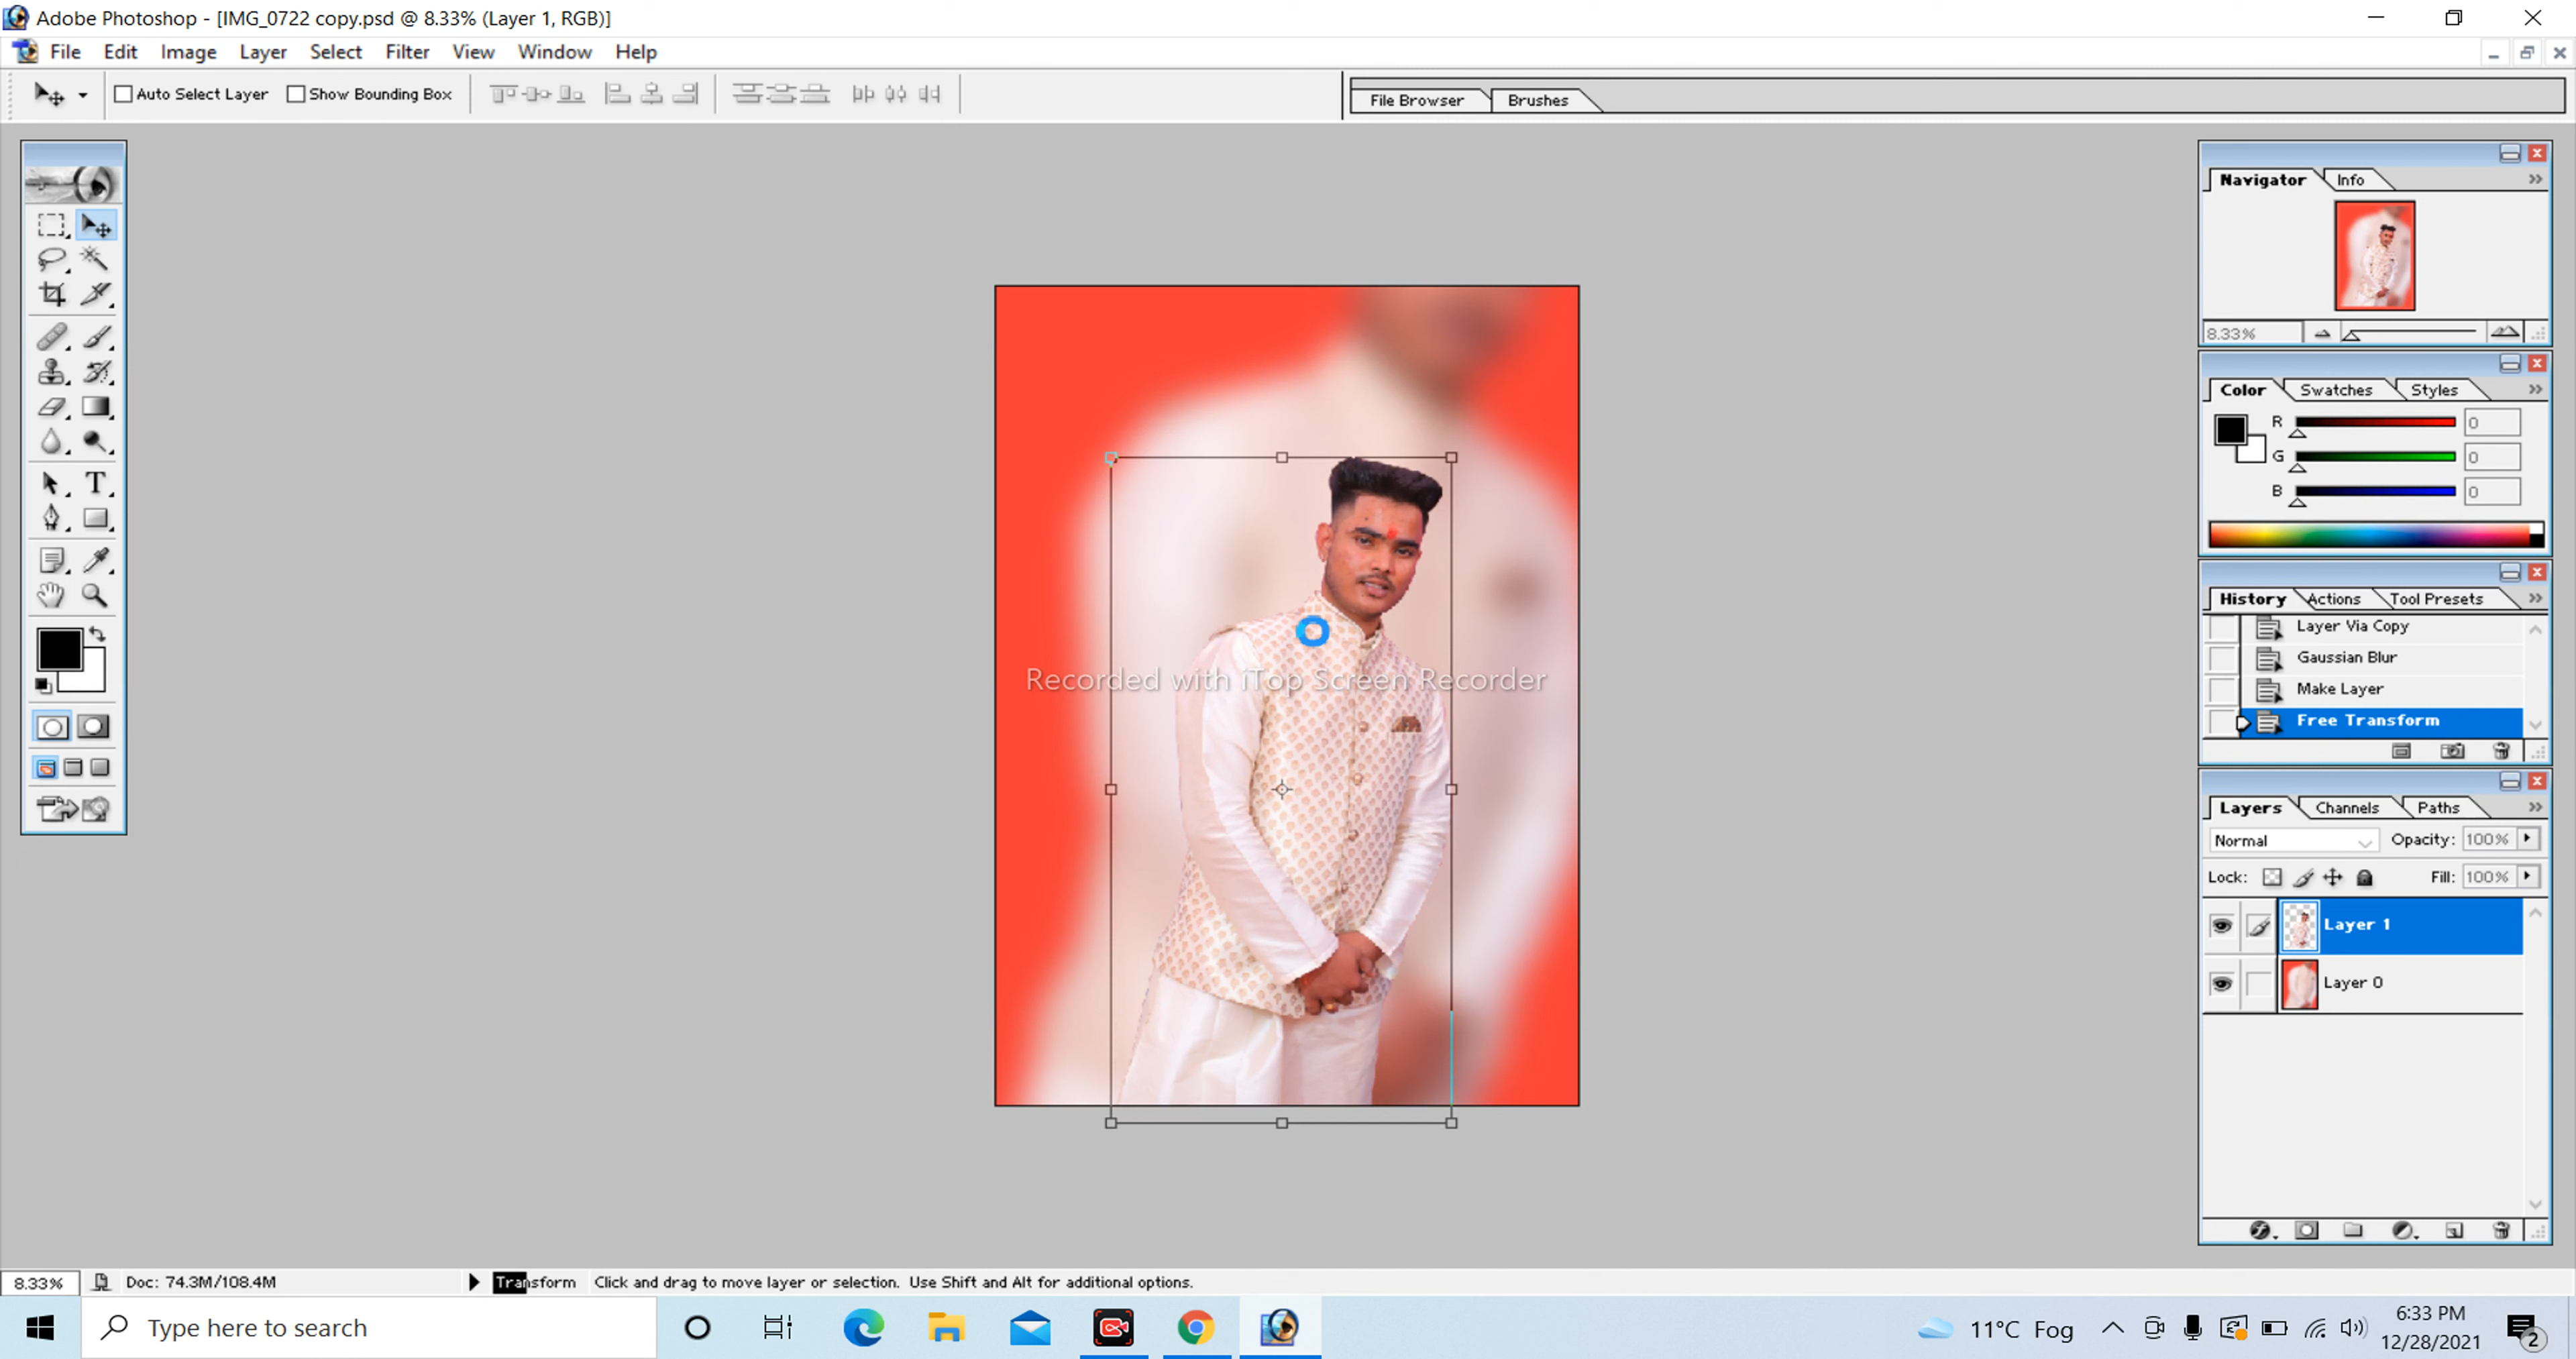 Adobe Photoshop - [IMG_0722 copy.psd @ 8.33% (Layer 1, RGB)]
File Edit Image Layer Select Filter View Window Help
Auto Select Layer Show Bounding Box File Browser Brushes
Navigator Info
8.33%
Color Swatches Styles
R 0
G 0
B 0
History Actions Tool Presets
Layer Via Copy
Gaussian Blur
Make Layer
Free Transform
Layers Channels Paths
Normal Opacity: 100%
Lock: Fill: 100%
Layer 1
Layer 0
T
Recorded with iTop Screen Recorder
8.33% Doc: 74.3M/108.4M Transform Click and drag to move layer or selection. Use Shift and Alt for additional options.
Type here to search
11°C Fog
6:33 PM
12/28/2021
2